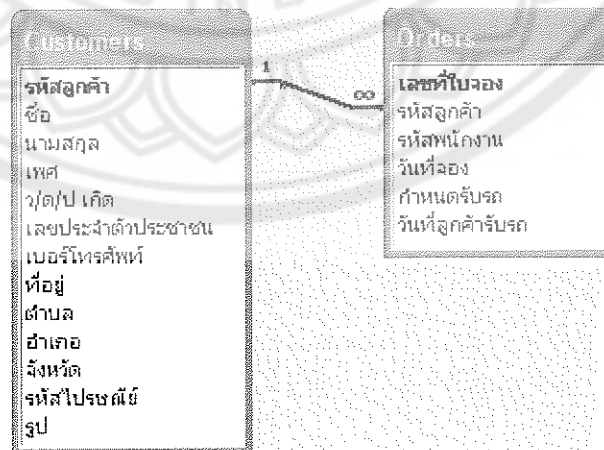 Customers
รหัสลูกค้า
ชื่อ
นามสกุล
เพศ
ว/ด/ป เกิด
เลขประจำตัวประชาชน
เบอร์โทรศัพท์
ที่อยู่
ตำบล
อำเภอ
จังหวัด
รหัสไปรษณีย์
รูป
1
∞
Orders
เลขที่ใบจอง
รหัสลูกค้า
รหัสพนักงาน
วันที่จอง
กำหนดรับรถ
วันที่ลูกค้ารับรถ